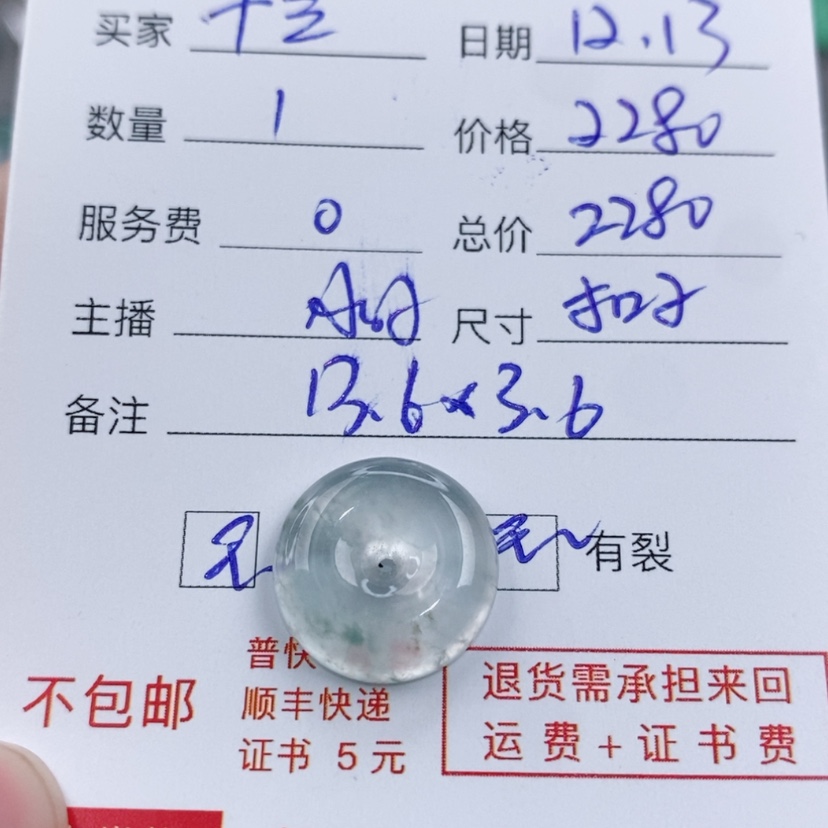 买家 十三 日期 12.13
数量 1 价格 2280
服务费 0 总价 2280
主播 尺寸 扣子
备注 13.6×3.6
无 无 有裂
普快
不包邮 顺丰快递 退货需承担来回
证书 5元 运费+证书费